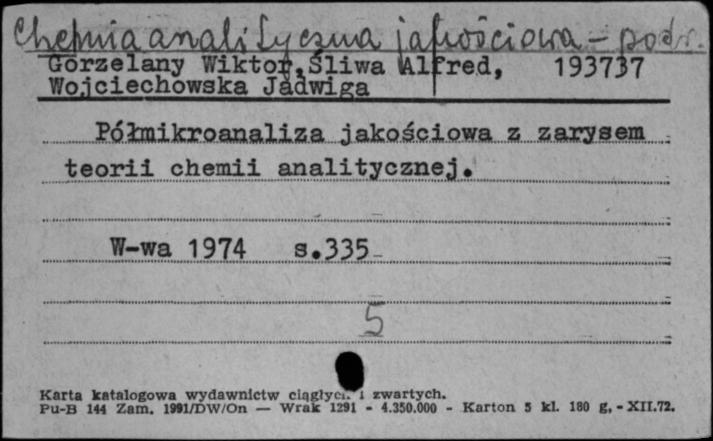 Chemia analityczna jakościowa - podr.
Gorzelany Wiktor, Śliwa Alfred, 193737
Wojciechowska Jadwiga
Półmikroanaliza jakościowa z zarysem
teorii chemii analitycznej.
W-wa 1974 s.335
5
Karta katalogowa wydawnictw ciągłych i zwartych.
Pu-B 144 Zam. 1991/DW/On — Wrak 1291 - 4.350.000 - Karton 5 kl. 180 g, - XII.72.